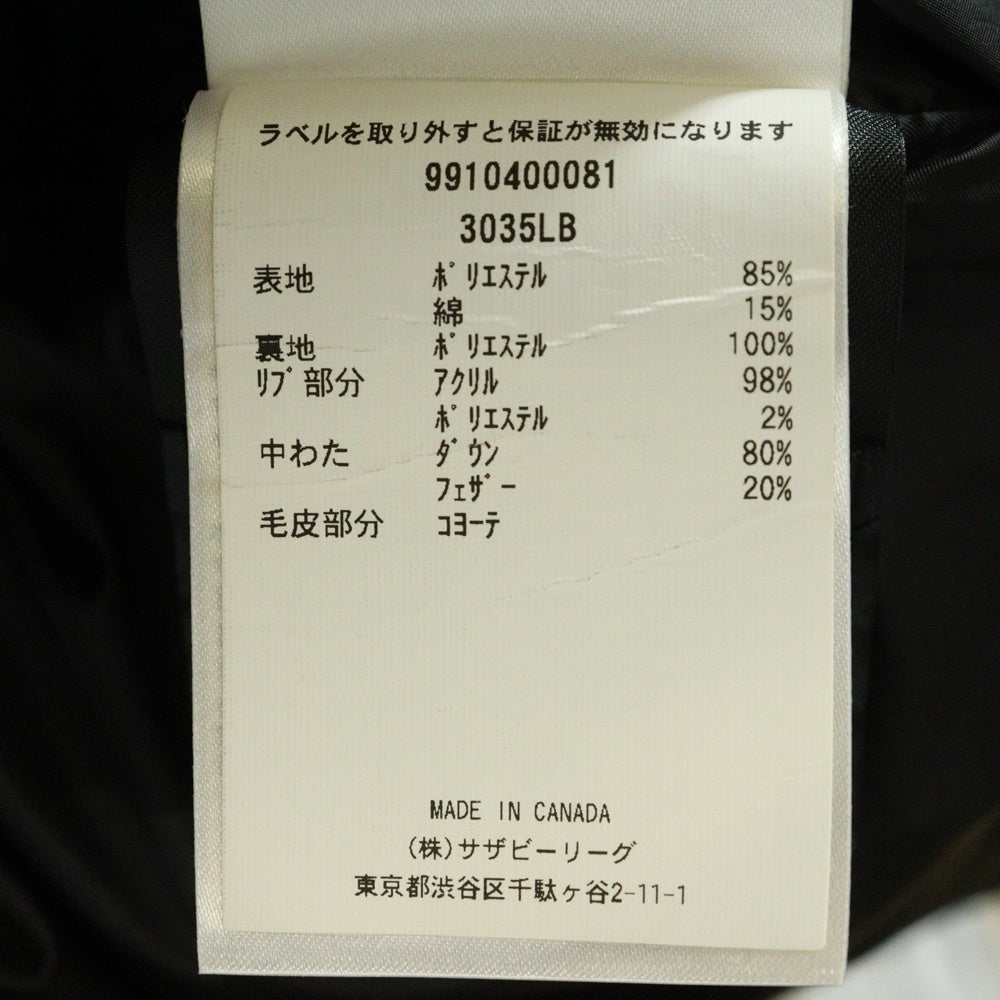 ラベルを取り外すと保証が無効になります
9910400081
3035LB
表地 ﾎﾟﾘｴｽﾃﾙ 85%
綿 15%
裏地 ﾎﾟﾘｴｽﾃﾙ 100%
ﾘﾌﾞ部分 ｱｸﾘﾙ 98%
ﾎﾟﾘｴｽﾃﾙ 2%
中わた ﾀﾞｳﾝ 80%
ﾌｪｻﾞｰ 20%
毛皮部分 ｺﾖｰﾃ
MADE IN CANADA
(株)サザビーリーグ
東京都渋谷区千駄ヶ谷2-11-1